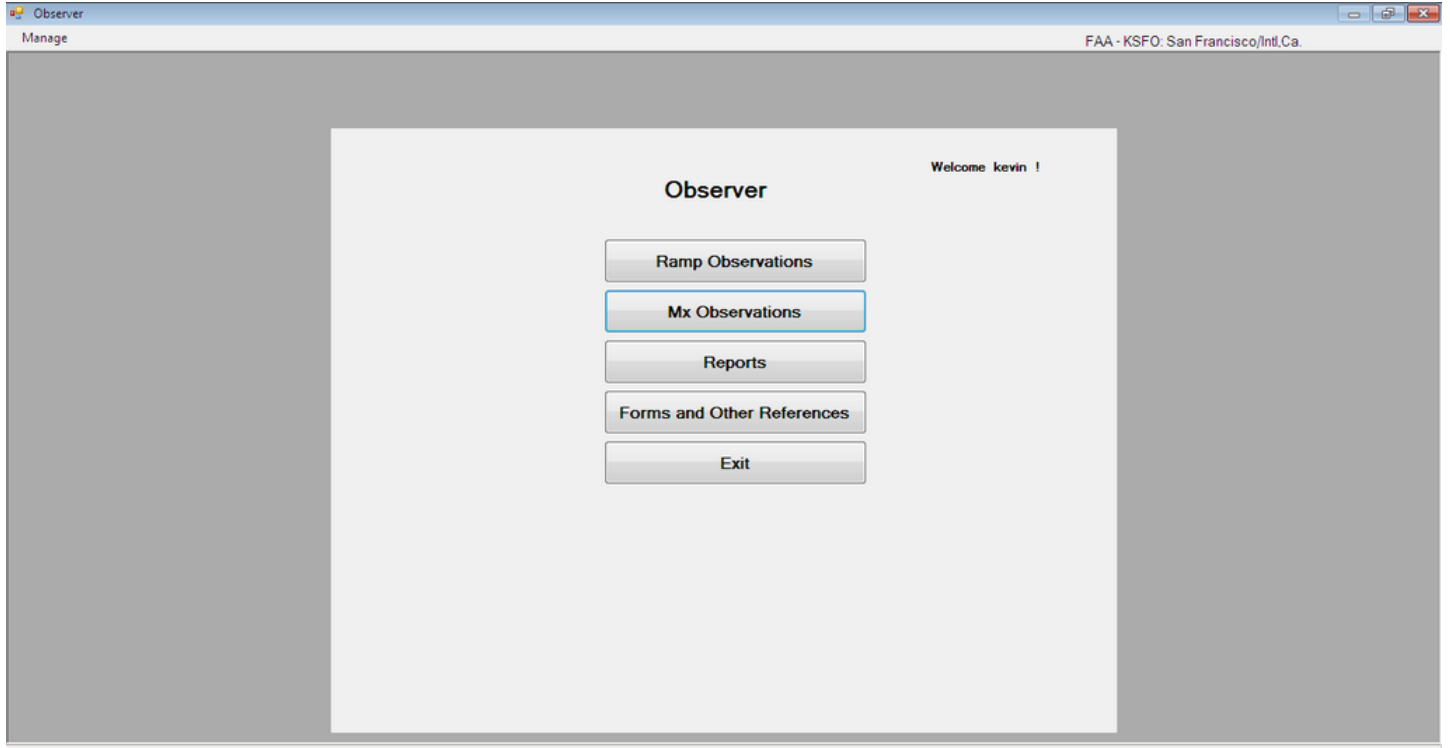 Observer
Manage
FAA - KSFO: San Francisco/Intl,Ca.
Welcome kevin !
Observer
Ramp Observations
Mx Observations
Reports
Forms and Other References
Exit